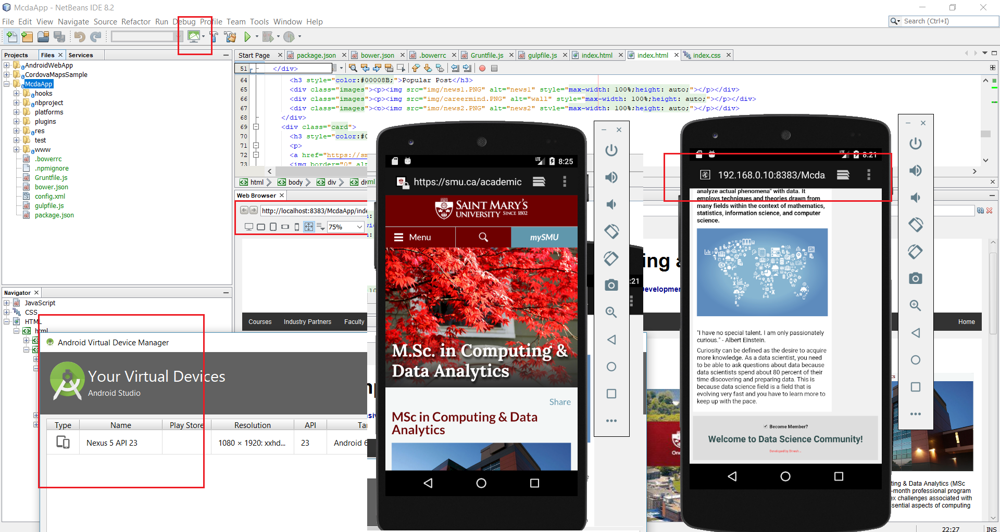 McdaApp - NetBeans IDE 8.2
File Edit View Navigate Source Refactor Run Debug Profile Team Tools Window Help
Search (Ctrl+I)
Projects Files Services
Start Page package.json bower.json .bowerrc Gruntfile.js gulpfile.js index.html index.html index.css
AndroidWebApp
CordovaMapsSample
McdaApp
hooks
nbproject
platforms
plugins
res
test
www
.bowerrc
.npmignore
Gruntfile.js
bower.json
config.xml
gulpfile.js
package.json
51 </div>
64 <h3 style="color:#00008B;">Popular Post</h3>
65 <div class="images"><p><img src="img/news1.PNG" alt="news1" style="max-width: 100%;height: auto;"></p></div>
66 <div class="images"><p><img src="img/careermind.PNG" alt="wall" style="max-width: 100%;height: auto;"></p></div>
67 <div class="images"><p><img src="img/news2.PNG" alt="news2" style="max-width: 100%;height: auto;"></p></div>
68 </div>
69 <div class="card">
70 <h3 style="color:#0
71 <p>
72 <a href="https://sm
73 <img border="0" alt
html body div div
Web Browser
http://localhost:8383/McdaApp/inde
75%
Courses Industry Partners Faculty
Home
Navigator
JavaScript
CSS
HTML
html
Android Virtual Device Manager
Your Virtual Devices
Android Studio
Type Name Play Store Resolution API Ta
Nexus 5 API 23 1080 × 1920: xxhd... 23 Android 6
LTE 8:25
https://smu.ca/academic
SAINT MARY'S
UNIVERSITY SINCE 1802
Menu mySMU
M.Sc. in Computing &
Data Analytics
Share
MSc in Computing & Data
Analytics
:21
ing a
Developmen
LTE 8:21
192.168.0.10:8383/Mcda
analyze actual phenomena" with data. It
employs techniques and theories drawn from
many fields within the context of mathematics,
statistics, information science, and computer
science.
"I have no special talent. I am only passionately
curious." - Albert Einstein.
Curiosity can be defined as the desire to acquire
more knowledge. As a data scientist, you need
to be able to ask questions about data because
data scientists spend about 80 percent of their
time discovering and preparing data. This is
because data science field is a field that is
evolving very fast and you have to learn more to
keep up with the pace.
Become Member?
Welcome to Data Science Community!
Developed by Dinesh...
ting & Data Analytics (MSc
-month professional program
ex challenges associated with
ssential aspects of computing
22:27 INS